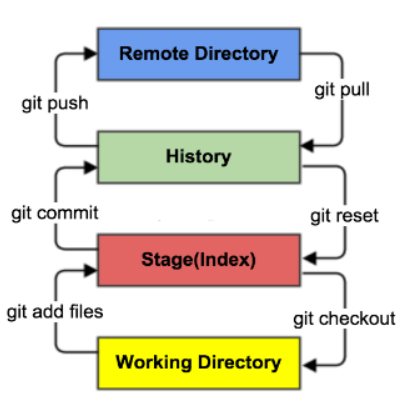 Remote Directory
git push
git pull
History
git commit
git reset
Stage(Index)
git add files
git checkout
Working Directory